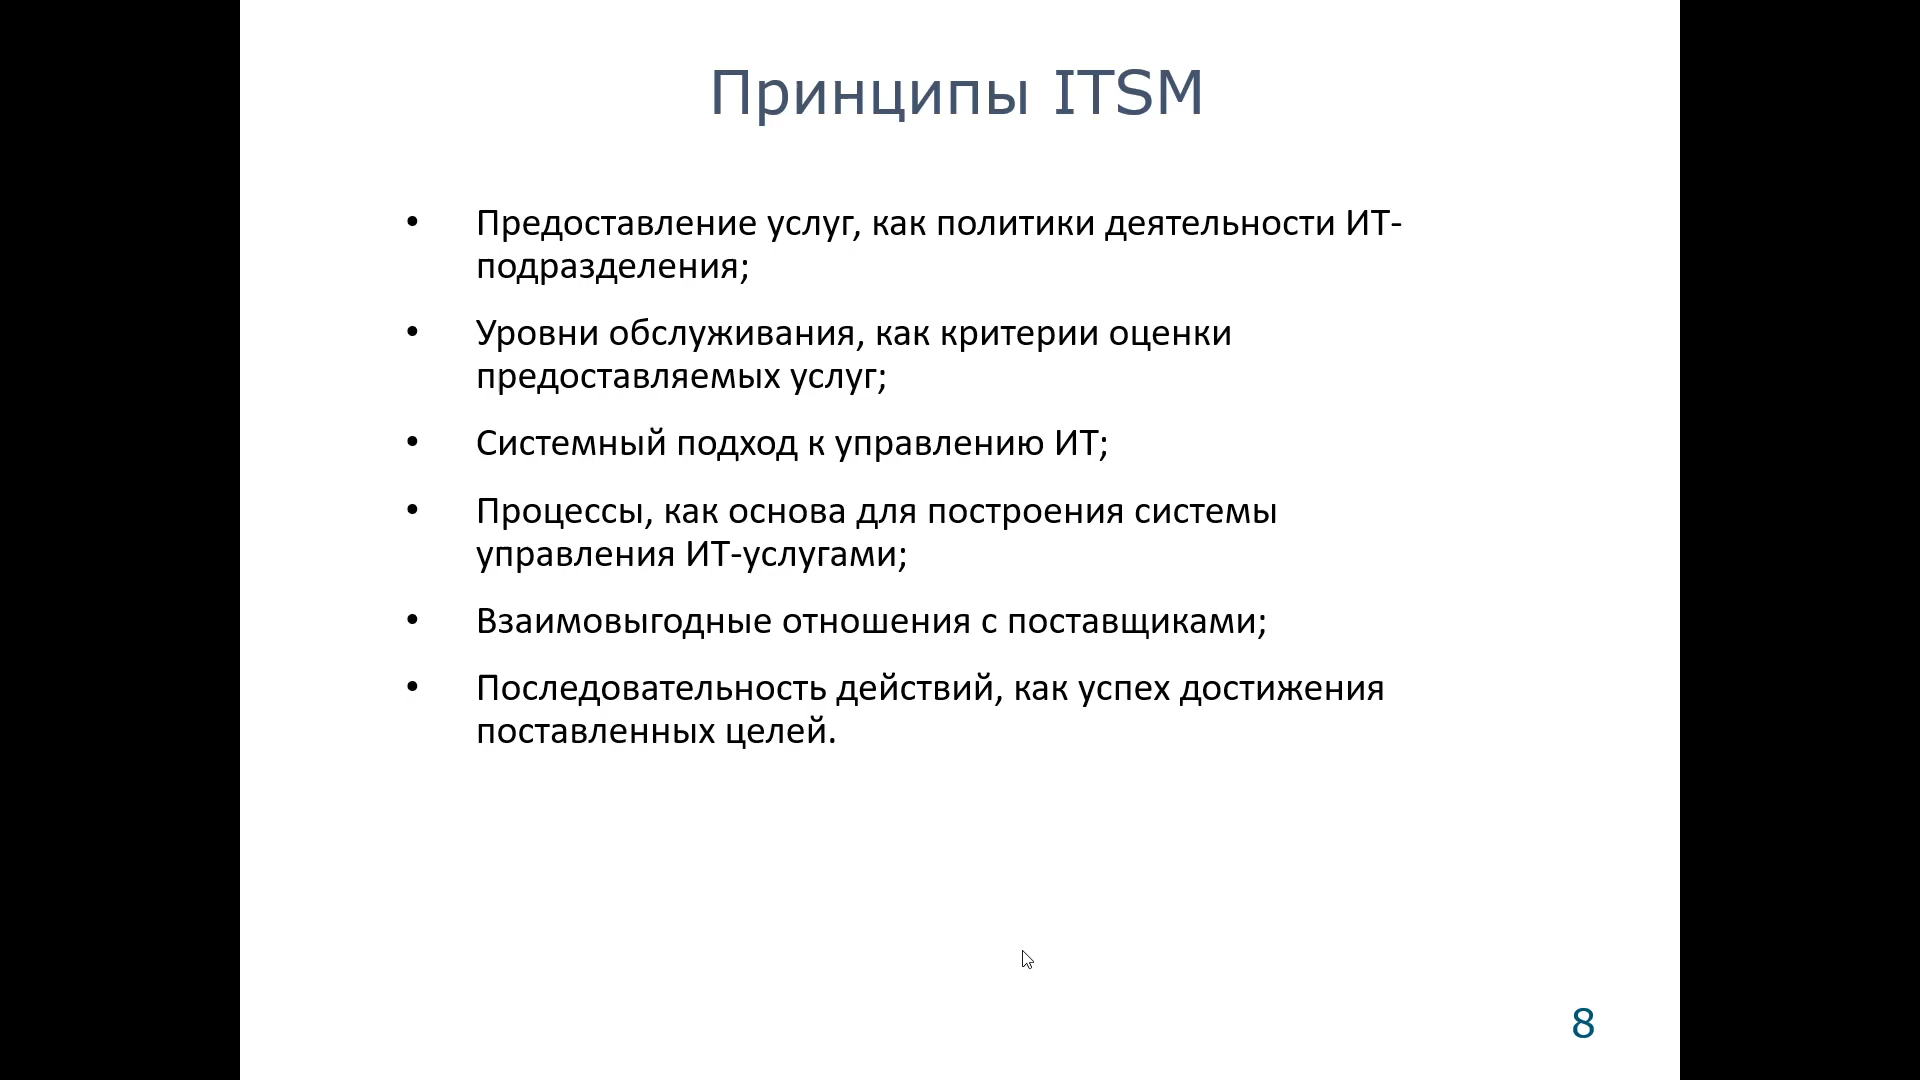 Принципы ITSM
• Предоставление услуг, как политики деятельности ИТ-
подразделения;
• Уровни обслуживания, как критерии оценки
предоставляемых услуг;
• Системный подход к управлению ИТ;
• Процессы, как основа для построения системы
управления ИТ-услугами;
• Взаимовыгодные отношения с поставщиками;
• Последовательность действий, как успех достижения
поставленных целей.
8